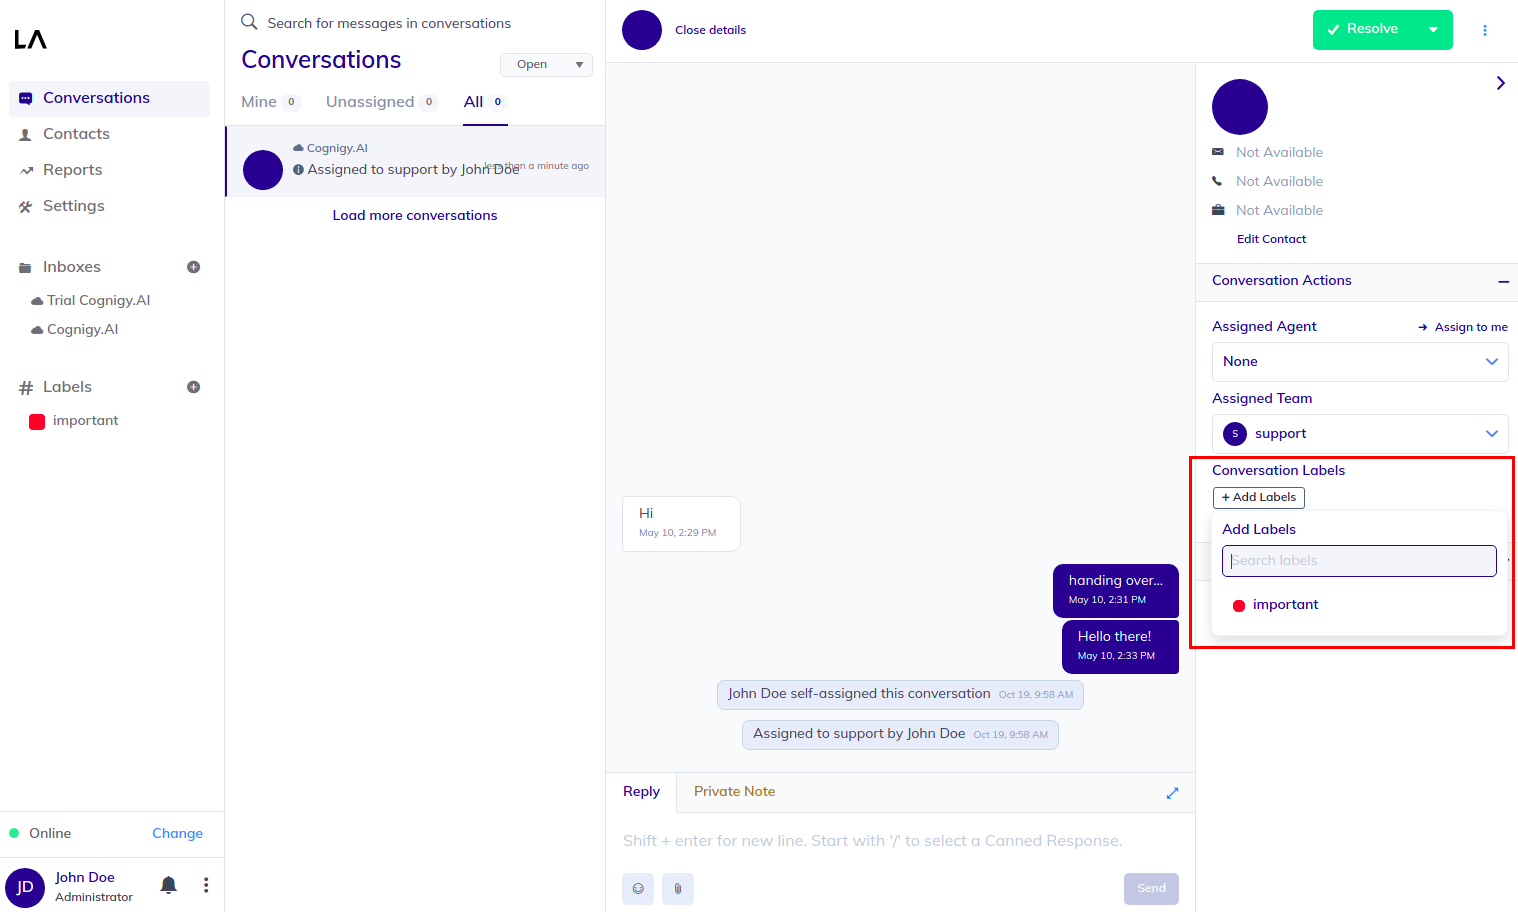 LA
Conversations
Contacts
Reports
Settings
Inboxes
Trial Cognigy.AI
Cognigy.AI
Labels
important
Online Change
JD
John Doe
Administrator
Search for messages in conversations
Conversations
Open
Mine 0 Unassigned 0 All 0
Cognigy.AI
less than a minute ago
Assigned to support by John Doe
Load more conversations
Close details
Resolve
Hi
May 10, 2:29 PM
handing over...
May 10, 2:31 PM
Hello there!
May 10, 2:33 PM
John Doe self-assigned this conversation Oct 19, 9:58 AM
Assigned to support by John Doe Oct 19, 9:58 AM
Reply Private Note
Shift + enter for new line. Start with '/' to select a Canned Response.
Send
Not Available
Not Available
Not Available
Edit Contact
Conversation Actions
Assigned Agent Assign to me
None
Assigned Team
S support
Conversation Labels
+ Add Labels
Add Labels
Search labels
important